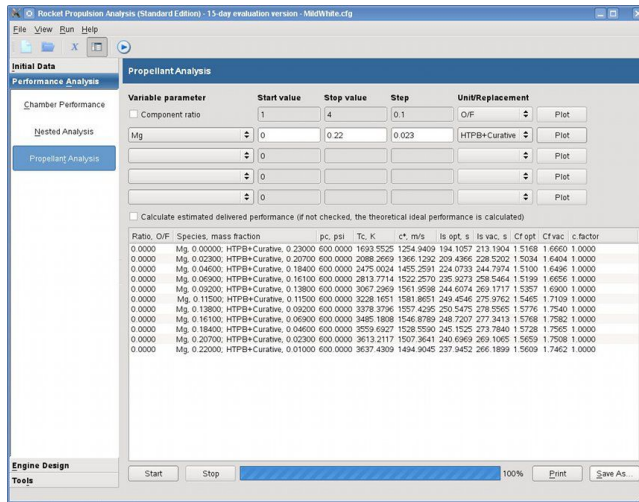 Rocket Propulsion Analysis (Standard Edition) - 15-day evaluation version - MildWhite.cfg
File View Run Help
Initial Data
Performance Analysis
Chamber Performance
Nested Analysis
Propellant Analysis
Engine Design
Tools
Propellant Analysis
Variable parameter Start value Stop value Step Unit/Replacement
Component ratio 1 4 0.1 O/F Plot
Mg 0 0.22 0.023 HTPB+Curative Plot
0 Plot
0 Plot
0 Plot
Calculate estimated delivered performance (if not checked, the theoretical ideal performance is calculated)
Ratio, O/F Species, mass fraction pc, psi Tc, K c*, m/s Is opt, s Is vac, s Cf opt Cf vac c.factor
0.0000 Mg, 0.00000; HTPB+Curative, 0.23000 600.0000 1693.5525 1254.9409 194.1057 213.1904 1.5168 1.6660 1.0000
0.0000 Mg, 0.02300; HTPB+Curative, 0.20700 600.0000 2088.2669 1366.1292 209.4366 228.5202 1.5034 1.6404 1.0000
0.0000 Mg, 0.04600; HTPB+Curative, 0.18400 600.0000 2475.0024 1455.2591 224.0733 244.7974 1.5100 1.6496 1.0000
0.0000 Mg, 0.06900; HTPB+Curative, 0.16100 600.0000 2813.7714 1522.2570 235.9273 258.5464 1.5199 1.6656 1.0000
0.0000 Mg, 0.09200; HTPB+Curative, 0.13800 600.0000 3067.2969 1561.9598 244.6074 269.1717 1.5357 1.6900 1.0000
0.0000 Mg, 0.11500; HTPB+Curative, 0.11500 600.0000 3228.1651 1581.8651 249.4546 275.9762 1.5465 1.7109 1.0000
0.0000 Mg, 0.13800; HTPB+Curative, 0.09200 600.0000 3378.3796 1557.4295 250.5475 278.5565 1.5776 1.7540 1.0000
0.0000 Mg, 0.16100; HTPB+Curative, 0.06900 600.0000 3485.1808 1546.8789 248.7207 277.3413 1.5768 1.7582 1.0000
0.0000 Mg, 0.18400; HTPB+Curative, 0.04600 600.0000 3559.6927 1528.5590 245.1525 273.7840 1.5728 1.7565 1.0000
0.0000 Mg, 0.20700; HTPB+Curative, 0.02300 600.0000 3613.2117 1507.3641 240.6969 269.1065 1.5659 1.7508 1.0000
0.0000 Mg, 0.22000; HTPB+Curative, 0.01000 600.0000 3637.4309 1494.9045 237.9452 266.1899 1.5609 1.7462 1.0000
Start Stop 100% Print Save As...